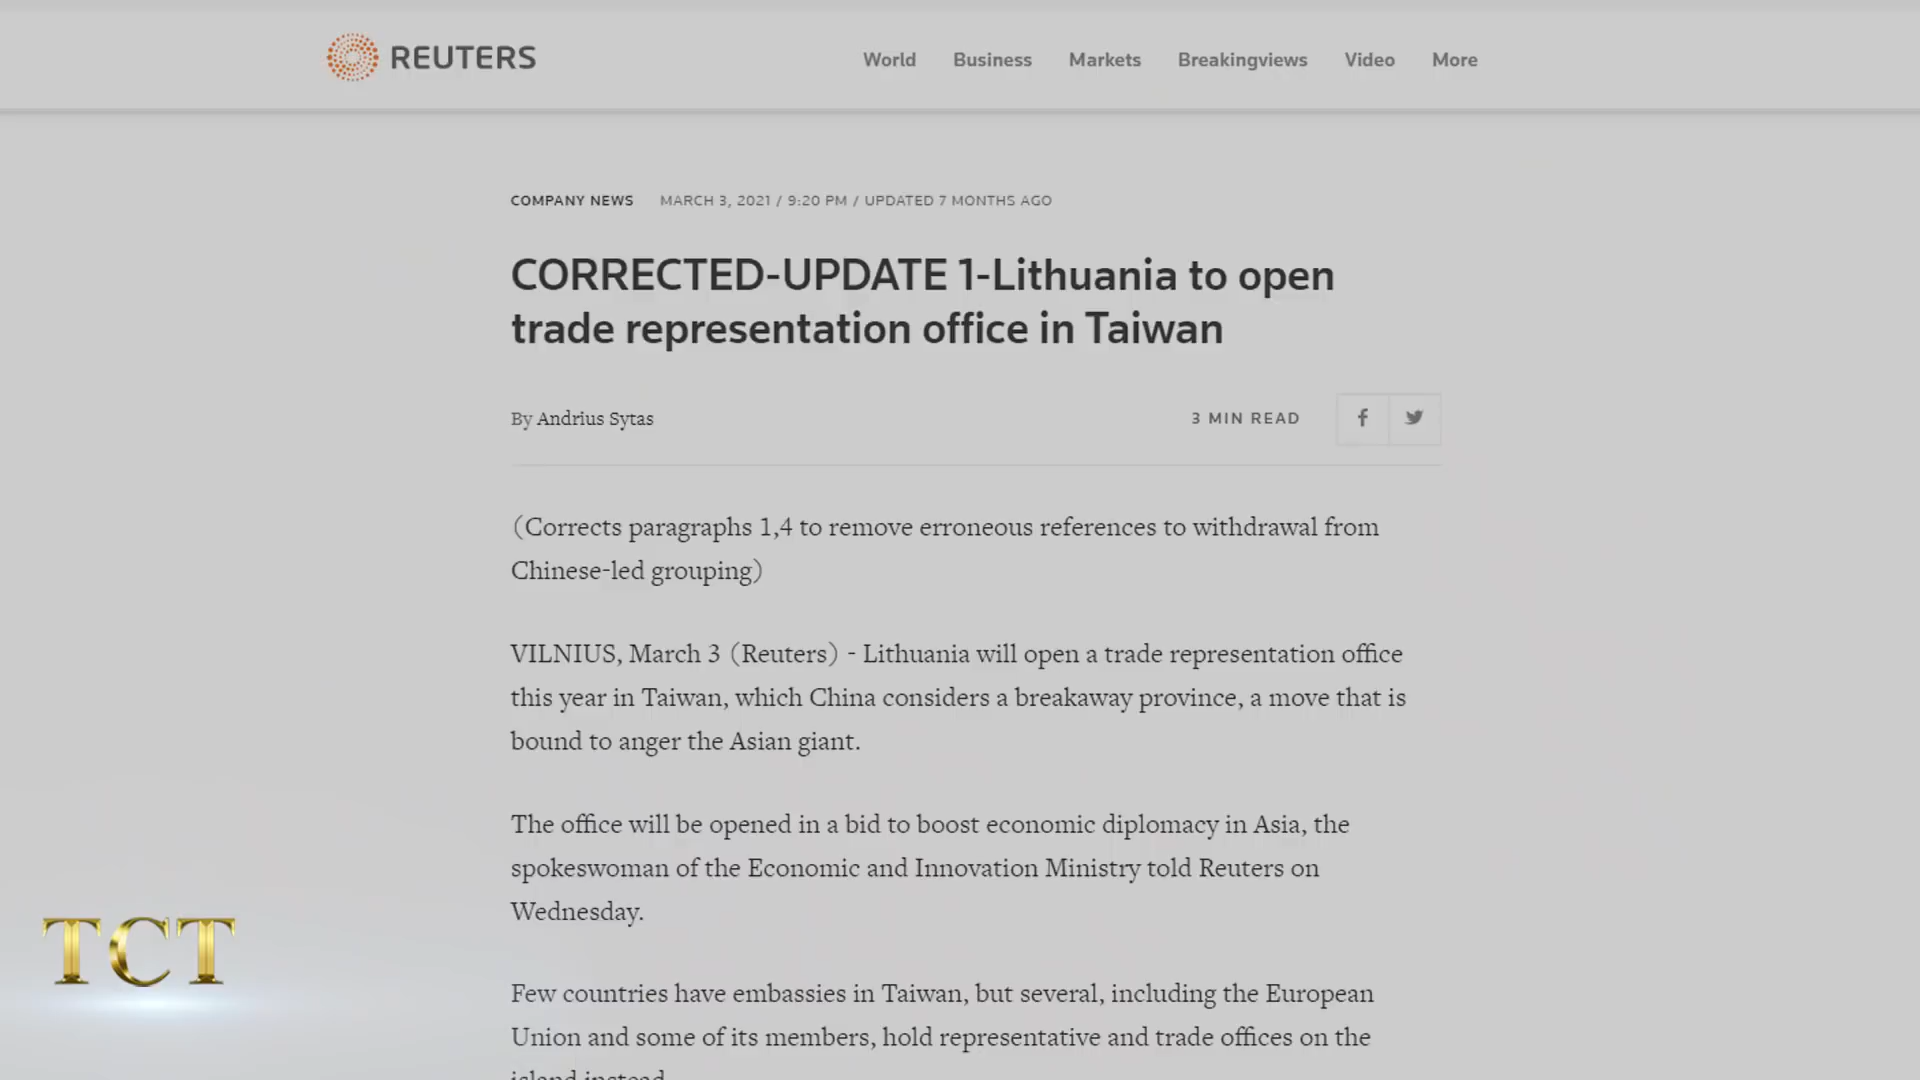 REUTERS
World Business Markets Breakingviews Video More
COMPANY NEWS MARCH 3, 2021 / 9:20 PM / UPDATED 7 MONTHS AGO
CORRECTED-UPDATE 1-Lithuania to open
trade representation office in Taiwan
By Andrius Sytas
3 MIN READ
(Corrects paragraphs 1,4 to remove erroneous references to withdrawal from
Chinese-led grouping)
VILNIUS, March 3 (Reuters) - Lithuania will open a trade representation office
this year in Taiwan, which China considers a breakaway province, a move that is
bound to anger the Asian giant.
The office will be opened in a bid to boost economic diplomacy in Asia, the
spokeswoman of the Economic and Innovation Ministry told Reuters on
Wednesday.
Few countries have embassies in Taiwan, but several, including the European
Union and some of its members, hold representative and trade offices on the
island instead.
TCT